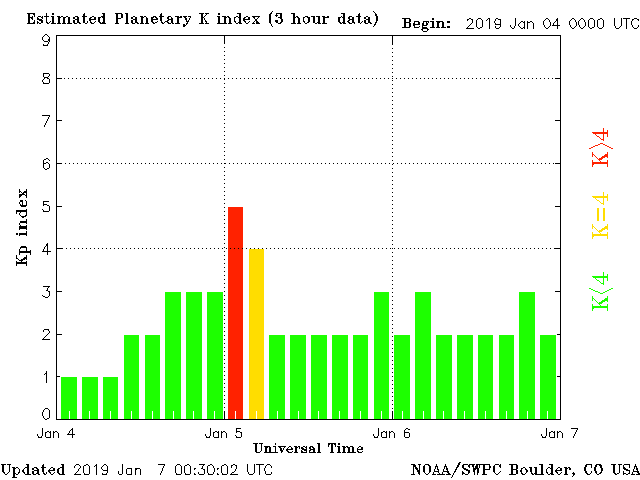 Estimated Planetary K index (3 hour data) Begin: 2019 Jan 04 0000 UTC
9
8
7
6
5
4
3
2
1
0
Kp index
K>4
K=4
K<4
Jan 4 Jan 5 Jan 6 Jan 7
Universal Time
Updated 2019 Jan 7 00:30:02 UTC NOAA/SWPC Boulder, CO USA